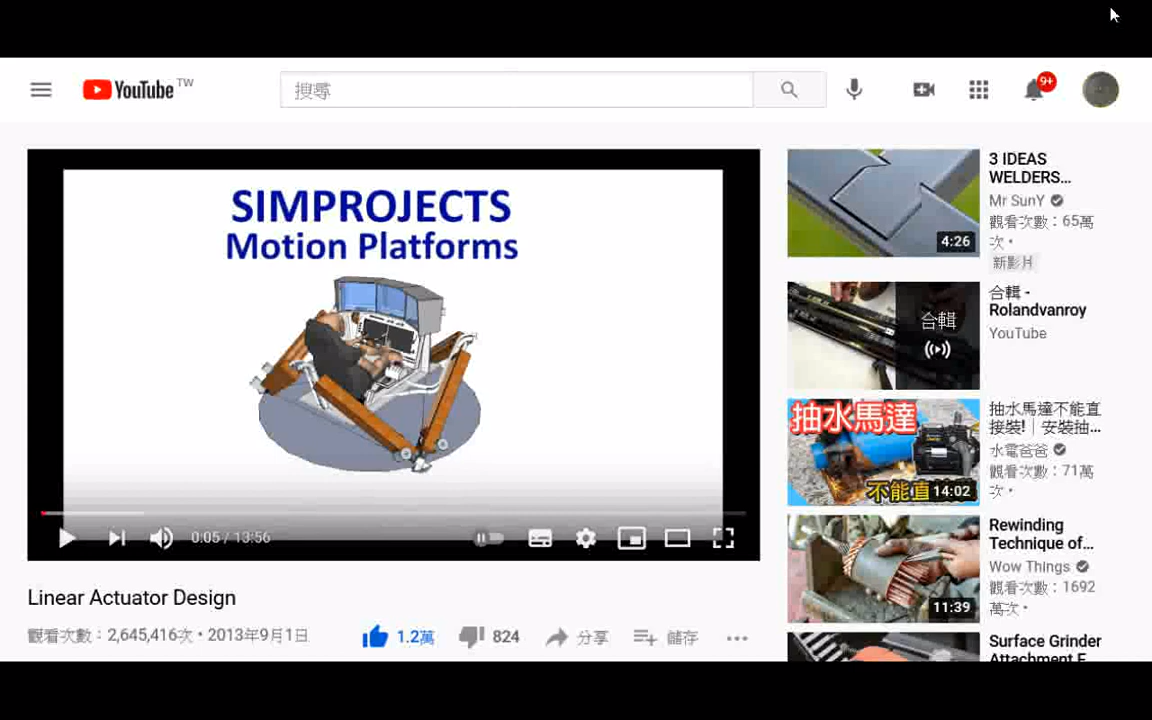 YouTube TW
搜尋
9+
SIMPROJECTS
Motion Platforms
0:05 / 13:56
Linear Actuator Design
觀看次數：2,645,416次 • 2013年9月1日
1.2萬
824
分享
儲存
4:26
3 IDEAS
WELDERS...
Mr SunY
觀看次數：65萬
次 •
新影片
合輯
合輯 -
Rolandvanroy
YouTube
抽水馬達
不能直
14:02
抽水馬達不能直
接裝!｜安裝抽...
水電爸爸
觀看次數：71萬
次 •
11:39
Rewinding
Technique of...
Wow Things
觀看次數：1692
萬次 •
Surface Grinder
Attachment F